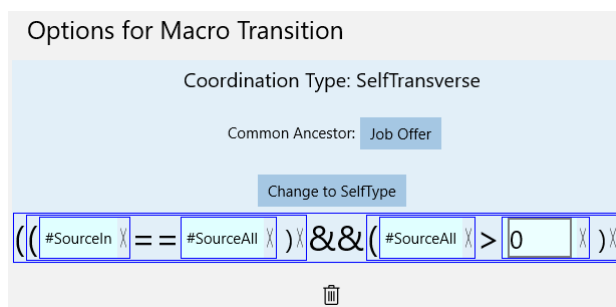 Options for Macro Transition
Coordination Type: SelfTransverse
Common Ancestor: Job Offer
Change to SelfType
((#SourceIn X==#SourceAll X)X&&(#SourceAll X>0 X)X